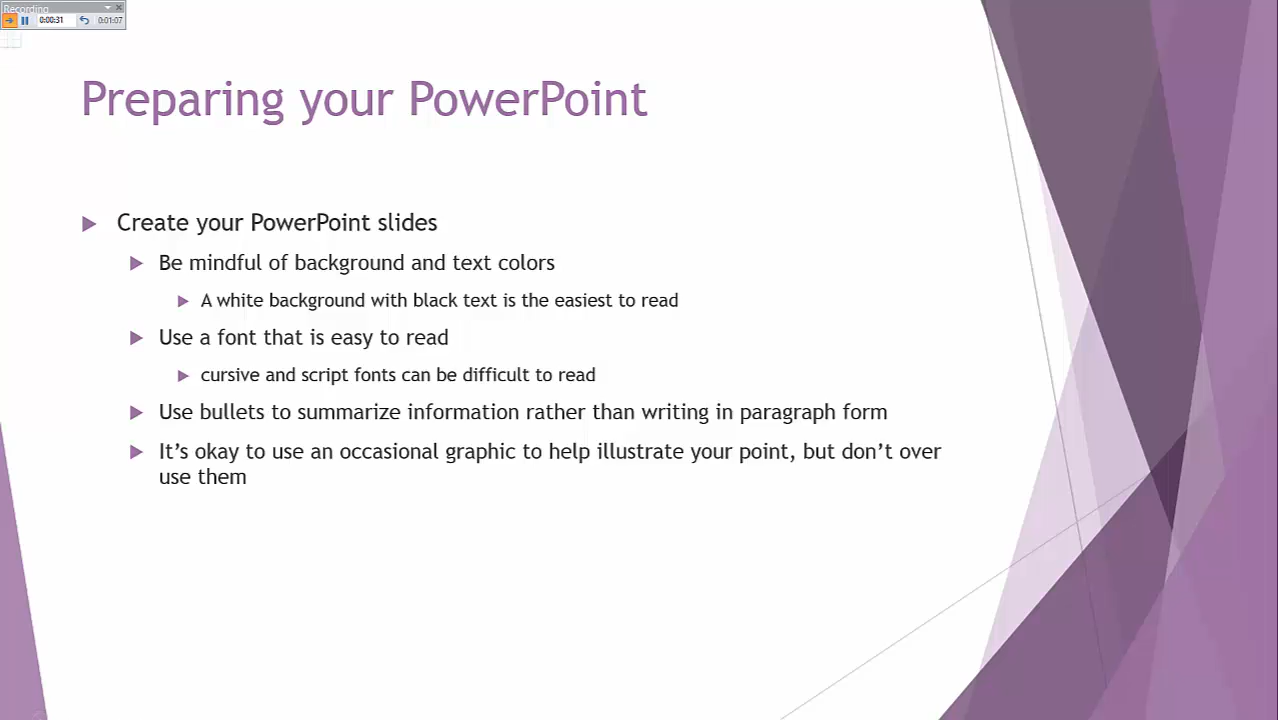 Recording
0:00:31 0:01:07
Preparing your PowerPoint
Create your PowerPoint slides
Be mindful of background and text colors
A white background with black text is the easiest to read
Use a font that is easy to read
cursive and script fonts can be difficult to read
Use bullets to summarize information rather than writing in paragraph form
It’s okay to use an occasional graphic to help illustrate your point, but don’t over
use them